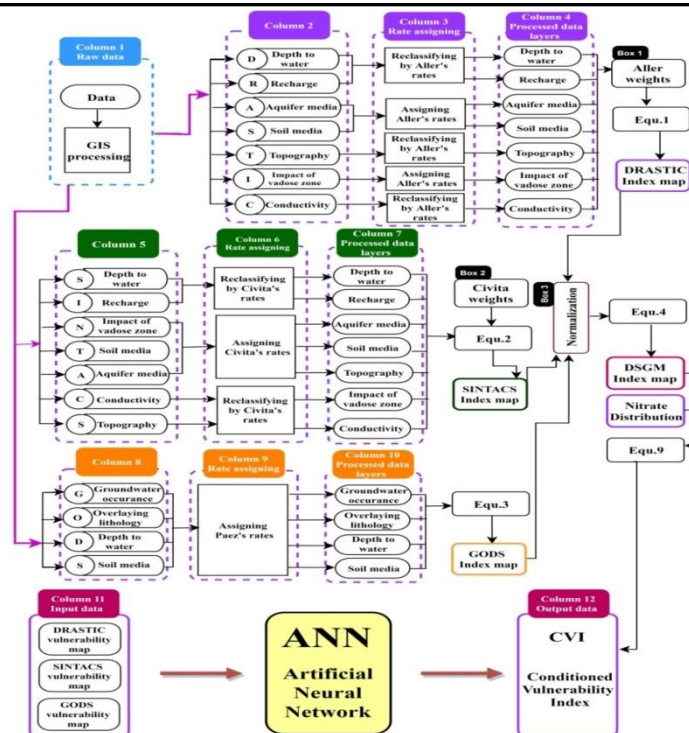 Column 1
Raw data
Data
GIS
processing
Column 2
D
Depth to
water
R
Recharge
A
Aquifer media
S
Soil media
T
Topography
I
Impact of
vadose zone
C
Conductivity
Column 3
Rate assigning
Reclassifying
by Aller's
rates
Assigning
Aller's rates
Reclassifying
by Aller's rates
Assigning
Aller's rates
Reclassifying
by Aller's rates
Column 4
Processed data
layers
Depth to
water
Recharge
Aquifer media
Soil media
Topography
Impact of
vadose zone
Conductivity
Box 1
Aller
weights
Equ.1
DRASTIC
Index map
Column 5
S
Depth to
water
I
Recharge
N
Impact of
vadose zone
T
Soil media
A
Aquifer media
C
Conductivity
S
Topography
Column 6
Rate assigning
Reclassifying
by Civita's
rates
Assigning
Civita's
rates
Reclassifying
by Civita's
rates
Column 7
Processed data
layers
Depth to
water
Recharge
Aquifer media
Soil media
Topography
Impact of
vadose zone
Conductivity
Box 2
Civita
weights
Equ.2
SINTACS
Index map
Box 3
Normalization
Equ.4
DSGM
Index map
Nitrate
Distribution
Equ.9
Column 8
G
Groundwater
occurance
O
Overlaying
lithology
D
Depth to
water
S
Soil media
Column 9
Rate assigning
Assigning
Paez's rates
Column 10
Processed data
layers
Groundwater
occurance
Overlaying
lithology
Depth to
water
Soil media
Equ.3
GODS
Index map
Column 11
Input data
DRASTIC
vulnerability
map
SINTACS
vulnerability
map
GODS
vulnerability
map
ANN
Artificial
Neural
Network
Column 12
Output data
CVI
Conditioned
Vulnerability
Index